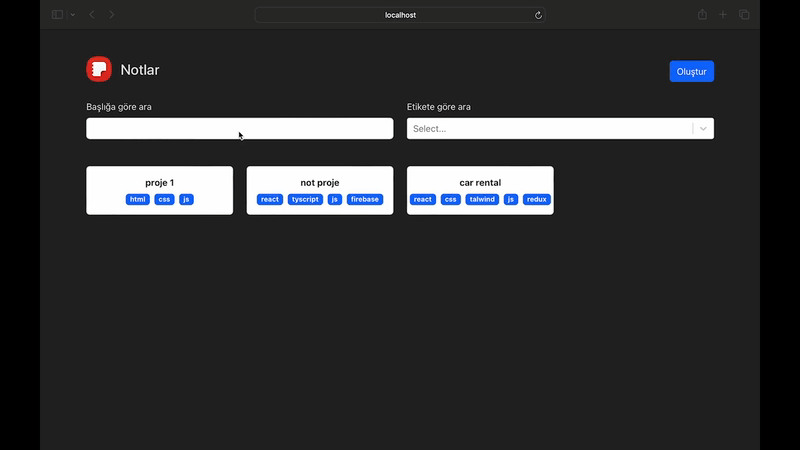 localhost
Notlar
Oluştur
Başlığa göre ara
Etikete göre ara
Select...
proje 1
html css js
not proje
react tyscript js firebase
car rental
react css talwind js redux